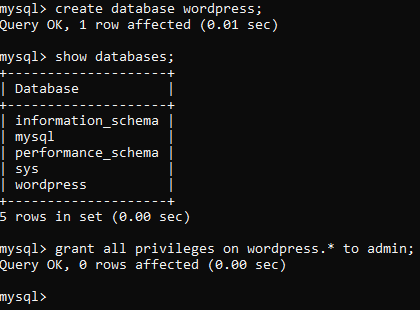 mysql> create database wordpress;
Query OK, 1 row affected (0.01 sec)
mysql> show databases;
+--------------------+
| Database           |
+--------------------+
| information_schema |
| mysql              |
| performance_schema |
| sys                |
| wordpress          |
+--------------------+
5 rows in set (0.00 sec)
mysql> grant all privileges on wordpress.* to admin;
Query OK, 0 rows affected (0.00 sec)
mysql>